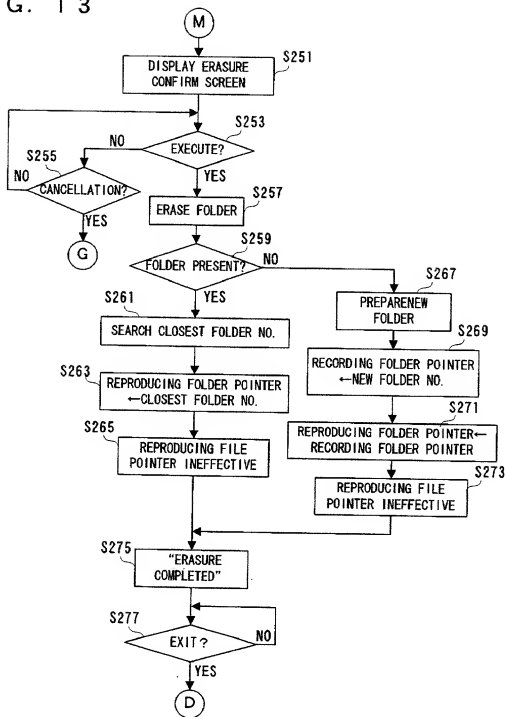 G. 13
M
S251
DISPLAY ERASURE
CONFIRM SCREEN
S253
NO
EXECUTE?
S255
NO
CANCELLATION?
YES
S257
YES
ERASE FOLDER
G
S259
FOLDER PRESENT?
NO
S267
S261
YES
PREPARENEW
FOLDER
SEARCH CLOSEST FOLDER NO.
S269
RECORDING FOLDER POINTER
←NEW FOLDER NO.
S263
REPRODUCING FOLDER POINTER
←CLOSEST FOLDER NO.
S271
REPRODUCING FOLDER POINTER←
RECORDING FOLDER POINTER
S265
REPRODUCING FILE
POINTER INEFFECTIVE
S273
REPRODUCING FILE
POINTER INEFFECTIVE
S275
"ERASURE
COMPLETED"
S277
EXIT?
NO
YES
D